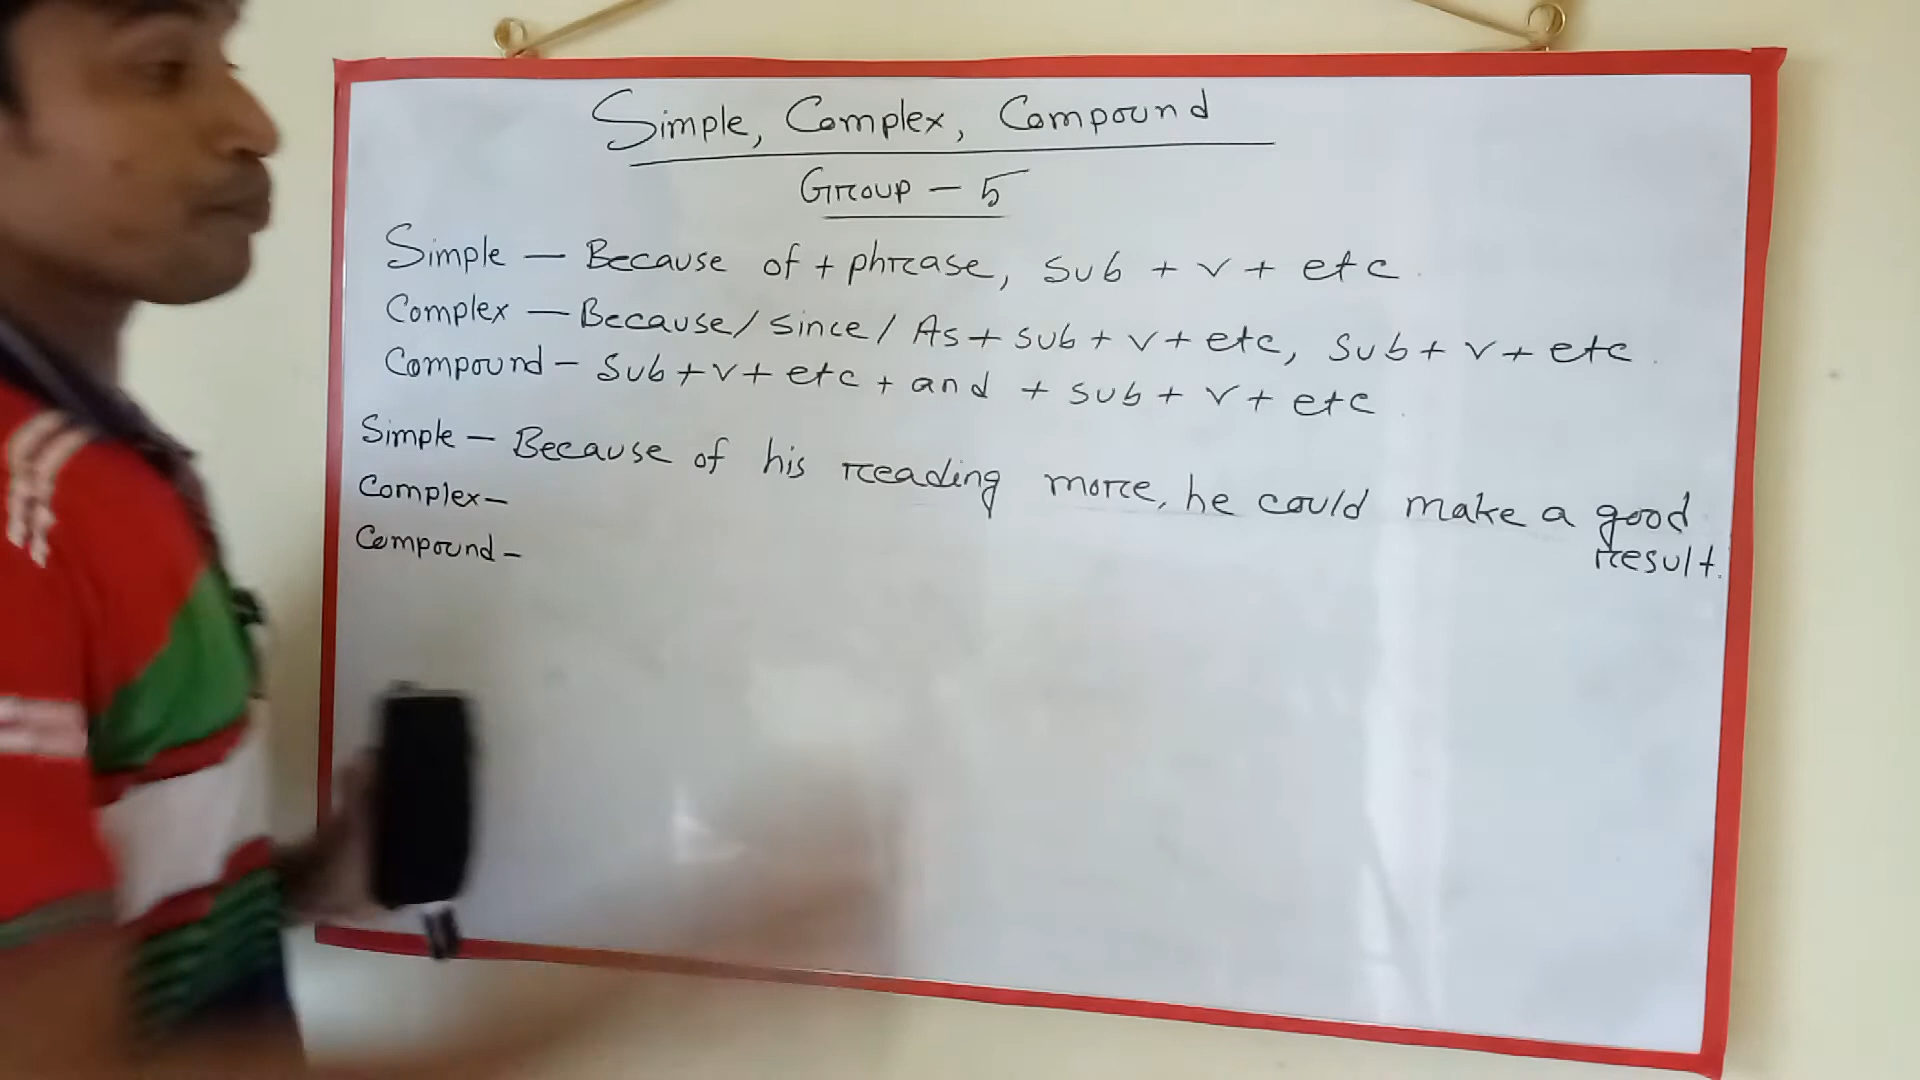 Simple, Complex, Compound
Group - 5
Simple - Because of + phrase, sub + v + etc.
Complex - Because/since/As + sub + v + etc, sub + v + etc.
Compound - Sub + v + etc + and + sub + v + etc.
Simple - Because of his reading more, he could make a good
result.
Complex-
Compound-